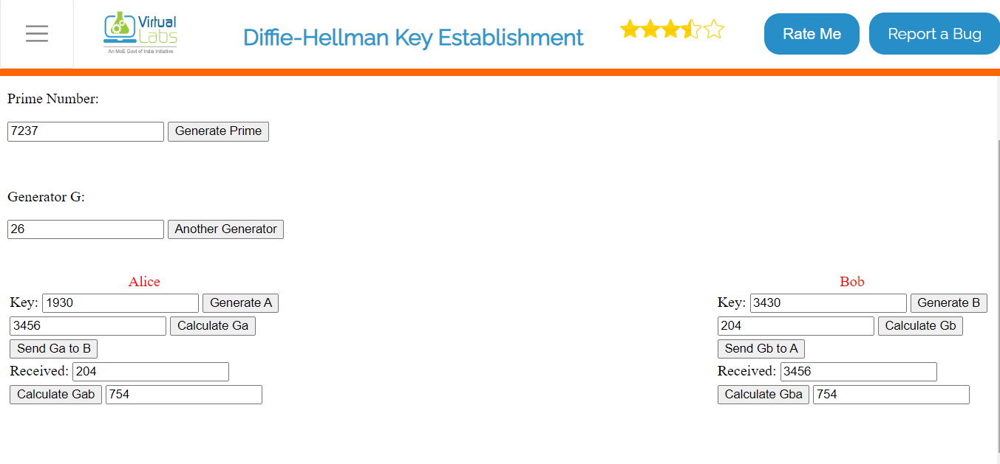 Virtual
Labs
An MoE Govt of India Initiative
Diffie-Hellman Key Establishment
Rate Me
Report a Bug
Prime Number:
7237 Generate Prime
Generator G:
26 Another Generator
Alice
Key: 1930 Generate A
3456 Calculate Ga
Send Ga to B
Received: 204
Calculate Gab 754
Bob
Key: 3430 Generate B
204 Calculate Gb
Send Gb to A
Received: 3456
Calculate Gba 754